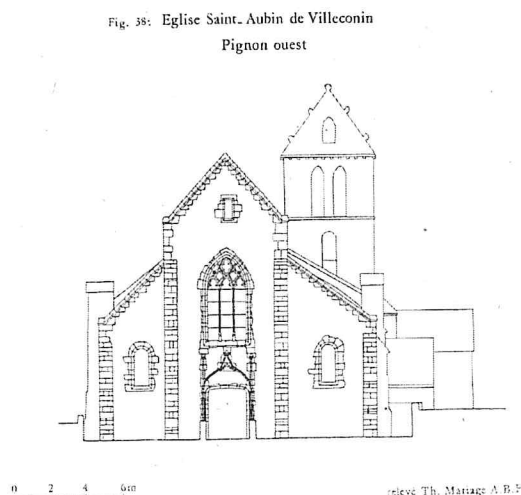 Fig. 38: Eglise Saint-Aubin de Villeconin
Pignon ouest
0 2 4 6m
relevé Th. Mariage A.B.F